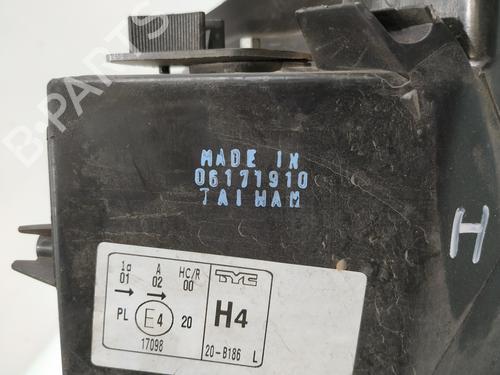 MADE IN
06171910
TAIWAN
H
1a A HC/R TYC
01 02 00
PL E4 20 H4
17098 20-B186 L
B-PARTS